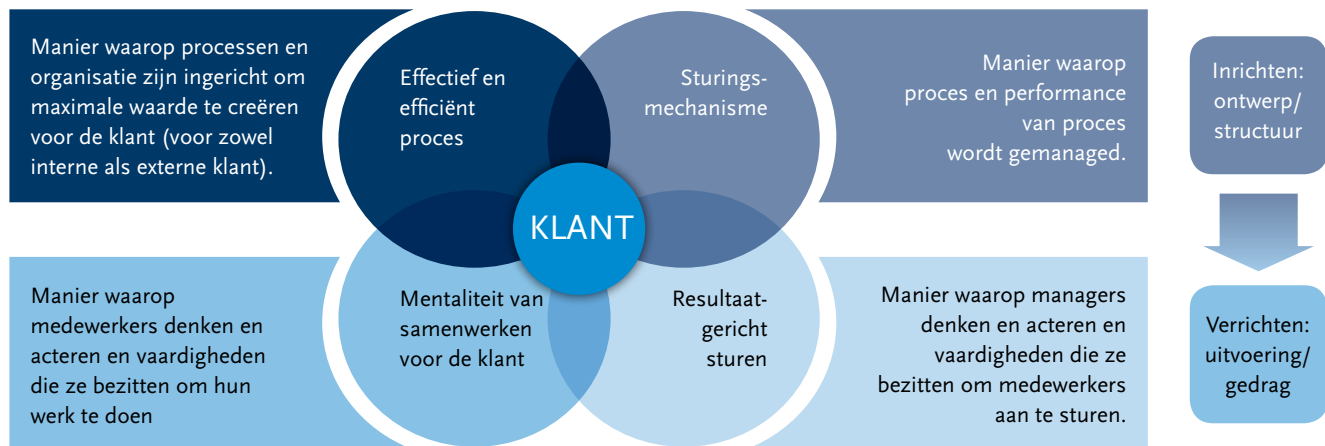 Manier waarop processen en
organisatie zijn ingericht om
maximale waarde te creëren
voor de klant (voor zowel
interne als externe klant).
Effectief en
efficiënt
proces
Sturings-
mechanisme
Manier waarop
proces en performance
van proces
wordt gemanaged.
Inrichten:
ontwerp/
structuur
KLANT
Manier waarop
medewerkers denken en
acteren en vaardigheden
die ze bezitten om hun
werk te doen
Mentaliteit van
samenwerken
voor de klant
Resultaat-
gericht
sturen
Manier waarop managers
denken en acteren en
vaardigheden die ze
bezitten om medewerkers
aan te sturen.
Verrichten:
uitvoering/
gedrag